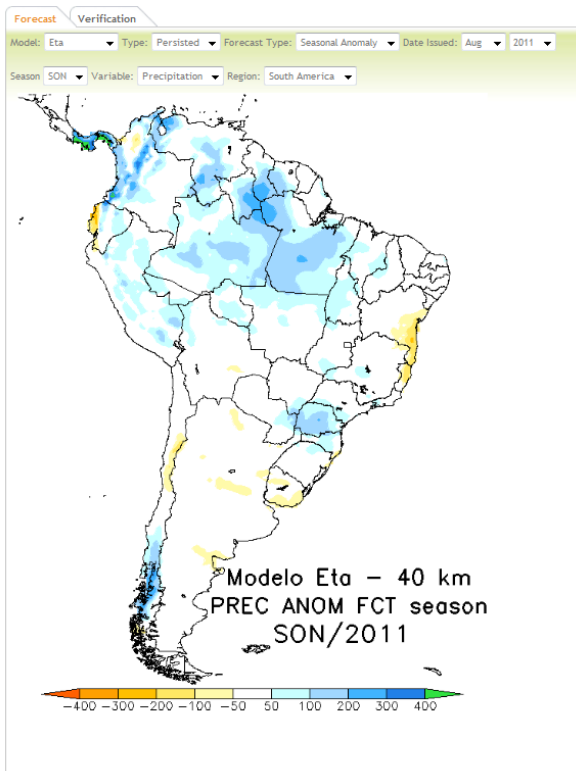 Forecast Verification
Model: Eta Type: Persisted Forecast Type: Seasonal Anomaly Date Issued: Aug 2011
Season SON Variable: Precipitation Region: South America
Modelo Eta – 40 km
PREC ANOM FCT season
SON/2011
−400 −300 −200 −100 −50 50 100 200 300 400